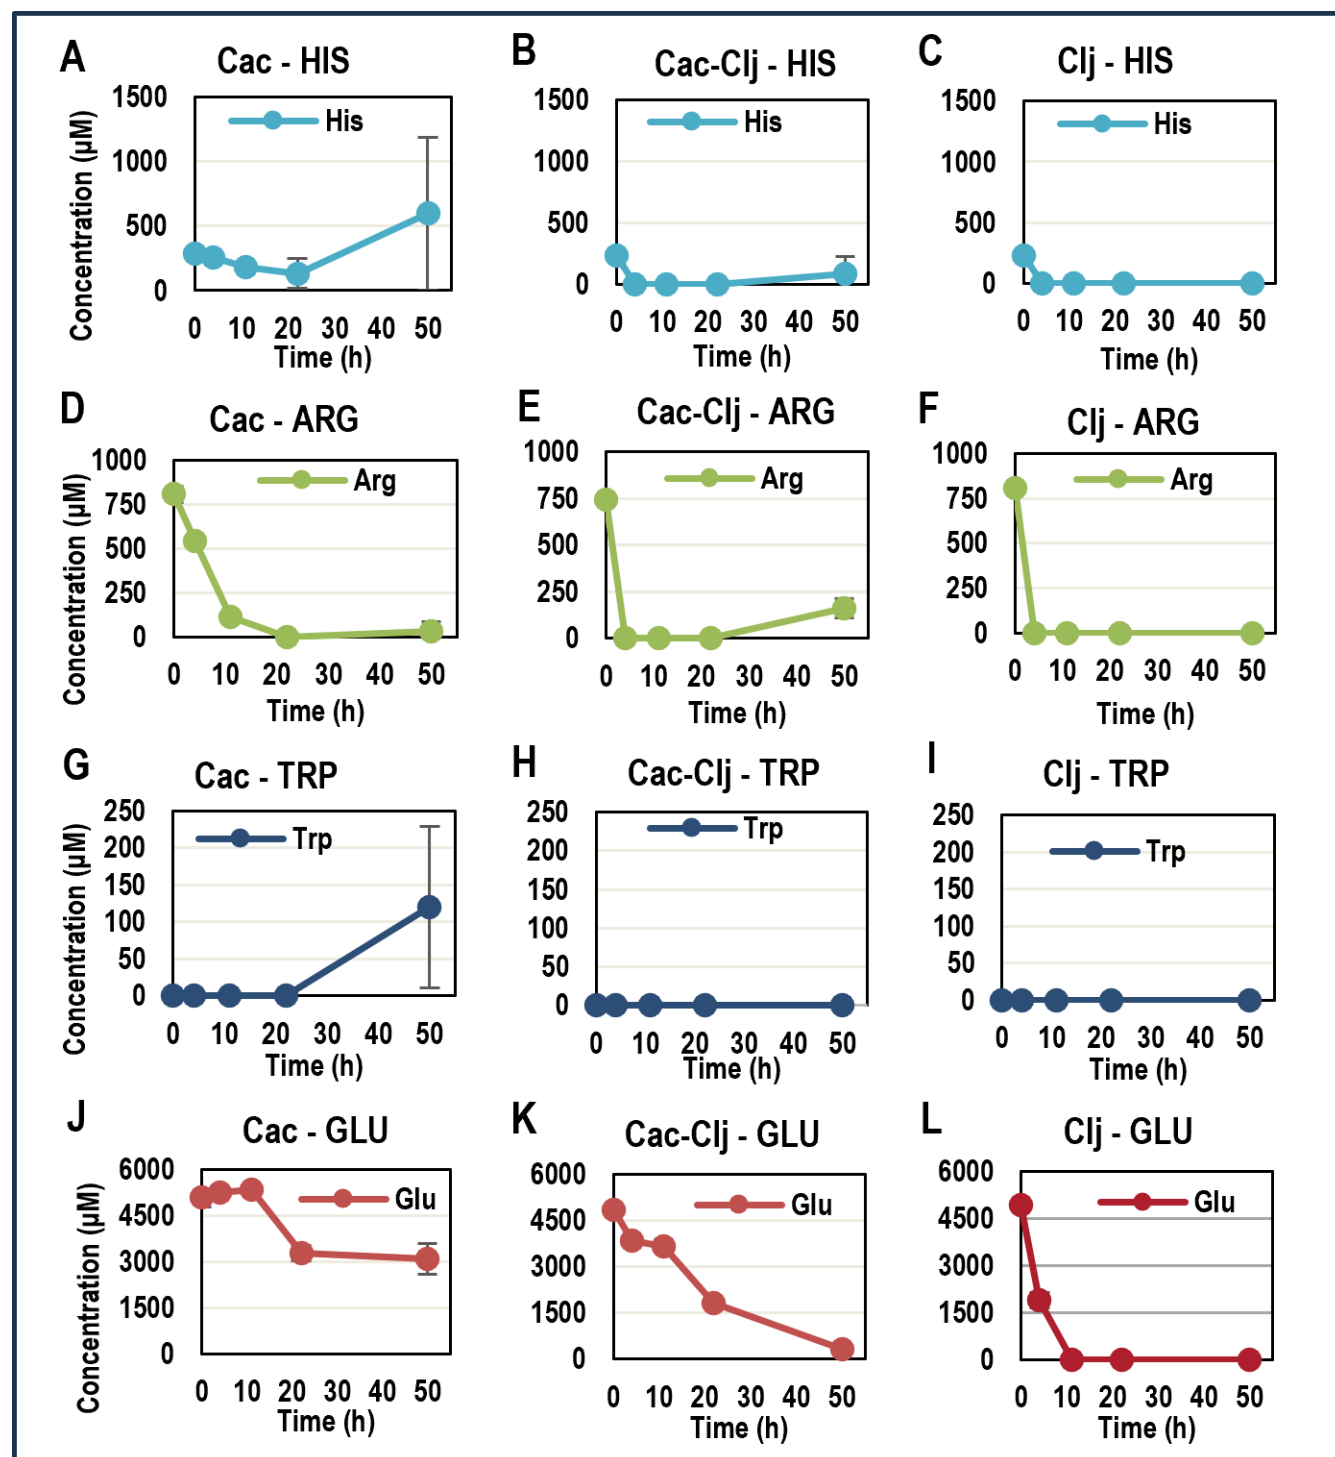 A
Cac - HIS
1500
1000
500
0
His
Concentration (µM)
0 10 20 30 40 50
Time (h)
B
Cac-Clj - HIS
1500
1000
500
0
His
0 10 20 30 40 50
Time (h)
C
Clj - HIS
1500
1000
500
0
His
0 10 20 30 40 50
Time (h)
D
Cac - ARG
1000
750
500
250
0
Arg
Concentration (µM)
0 10 20 30 40 50
Time (h)
E
Cac-Clj - ARG
1000
750
500
250
0
Arg
0 10 20 30 40 50
Time (h)
F
Clj - ARG
1000
750
500
250
0
Arg
0 10 20 30 40 50
Time (h)
G
Cac - TRP
250
200
150
100
50
0
Trp
Concentration (µM)
0 10 20 30 40 50
Time (h)
H
Cac-Clj - TRP
250
200
150
100
50
0
Trp
0 10 20 30 40 50
Time (h)
I
Clj - TRP
250
200
150
100
50
0
Trp
0 10 20 30 40 50
Time (h)
J
Cac - GLU
6000
4500
3000
1500
0
Glu
Concentration (µM)
0 10 20 30 40 50
Time (h)
K
Cac-Clj - GLU
6000
4500
3000
1500
0
Glu
0 10 20 30 40 50
Time (h)
L
Clj - GLU
6000
4500
3000
1500
0
Glu
0 10 20 30 40 50
Time (h)